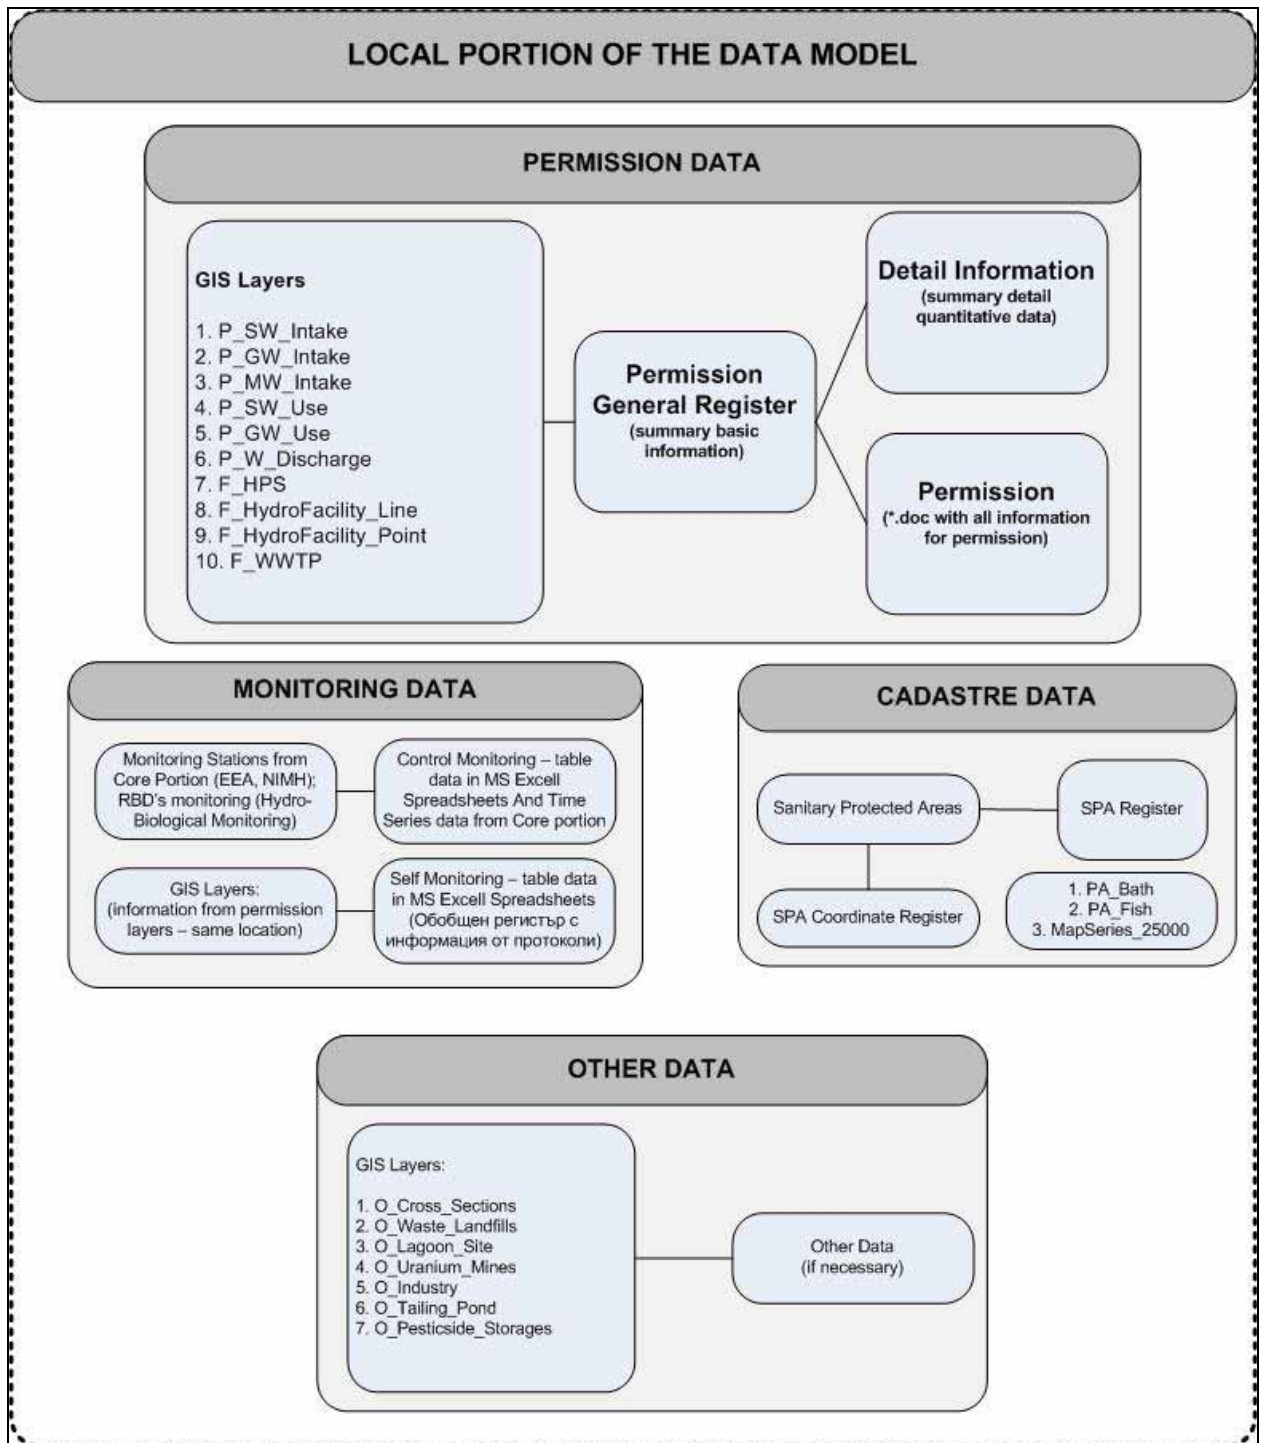 LOCAL PORTION OF THE DATA MODEL
PERMISSION DATA
GIS Layers
1. P_SW_Intake
2. P_GW_Intake
3. P_MW_Intake
4. P_SW_Use
5. P_GW_Use
6. P_W_Discharge
7. F_HPS
8. F_HydroFacility_Line
9. F_HydroFacility_Point
10. F_WWTP
Permission
General Register
(summary basic
information)
Detail Information
(summary detail
quantitative data)
Permission
(*.doc with all information
for permission)
MONITORING DATA
Monitoring Stations from
Core Portion (EEA, NIMH);
RBD's monitoring (Hydro-
Biological Monitoring)
Control Monitoring – table
data in MS Excell
Spreadsheets And Time
Series data from Core portion
GIS Layers:
(information from permission
layers – same location)
Self Monitoring – table data
in MS Excell Spreadsheets
(Обобщен регистър с
информация от протоколи)
CADASTRE DATA
Sanitary Protected Areas
SPA Register
SPA Coordinate Register
1. PA_Bath
2. PA_Fish
3. MapSeries_25000
OTHER DATA
GIS Layers:
1. O_Cross_Sections
2. O_Waste_Landfills
3. O_Lagoon_Site
4. O_Uranium_Mines
5. O_Industry
6. O_Tailing_Pond
7. O_Pesticside_Storages
Other Data
(if necessary)